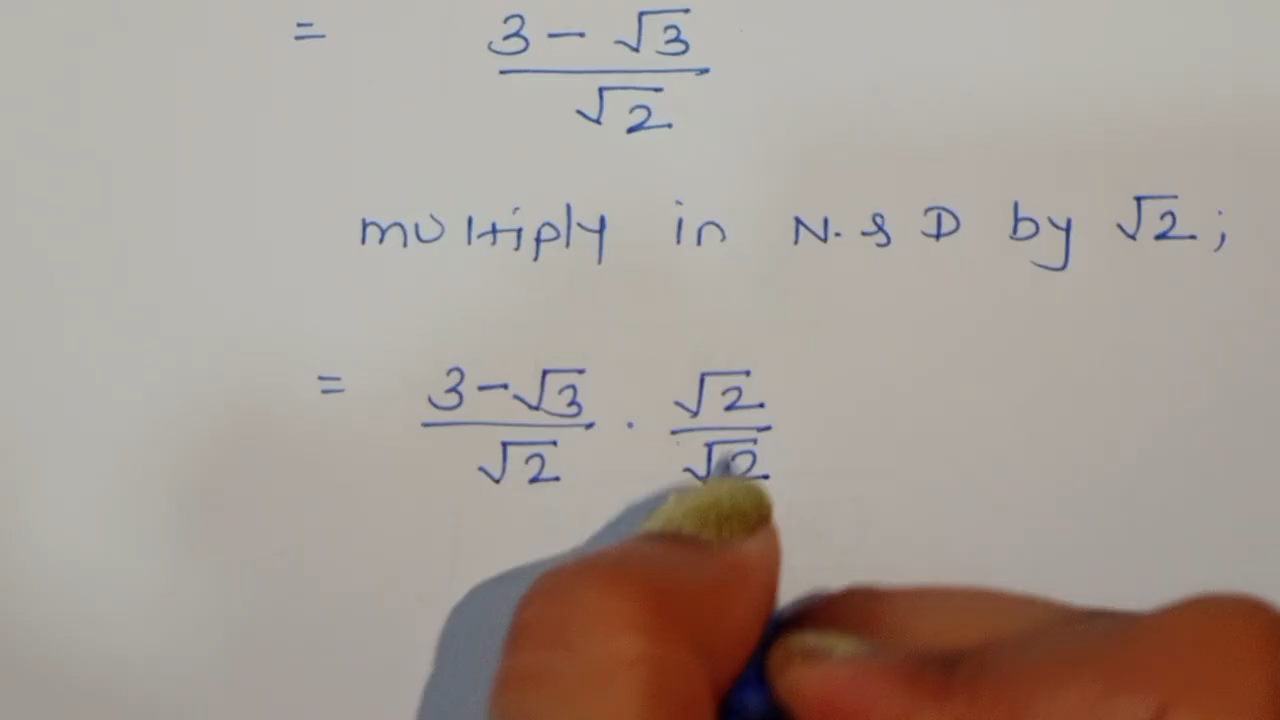 = 3 - √3 / √2
multiply in N. & D by √2;
= 3-√3 / √2 . √2 / √2